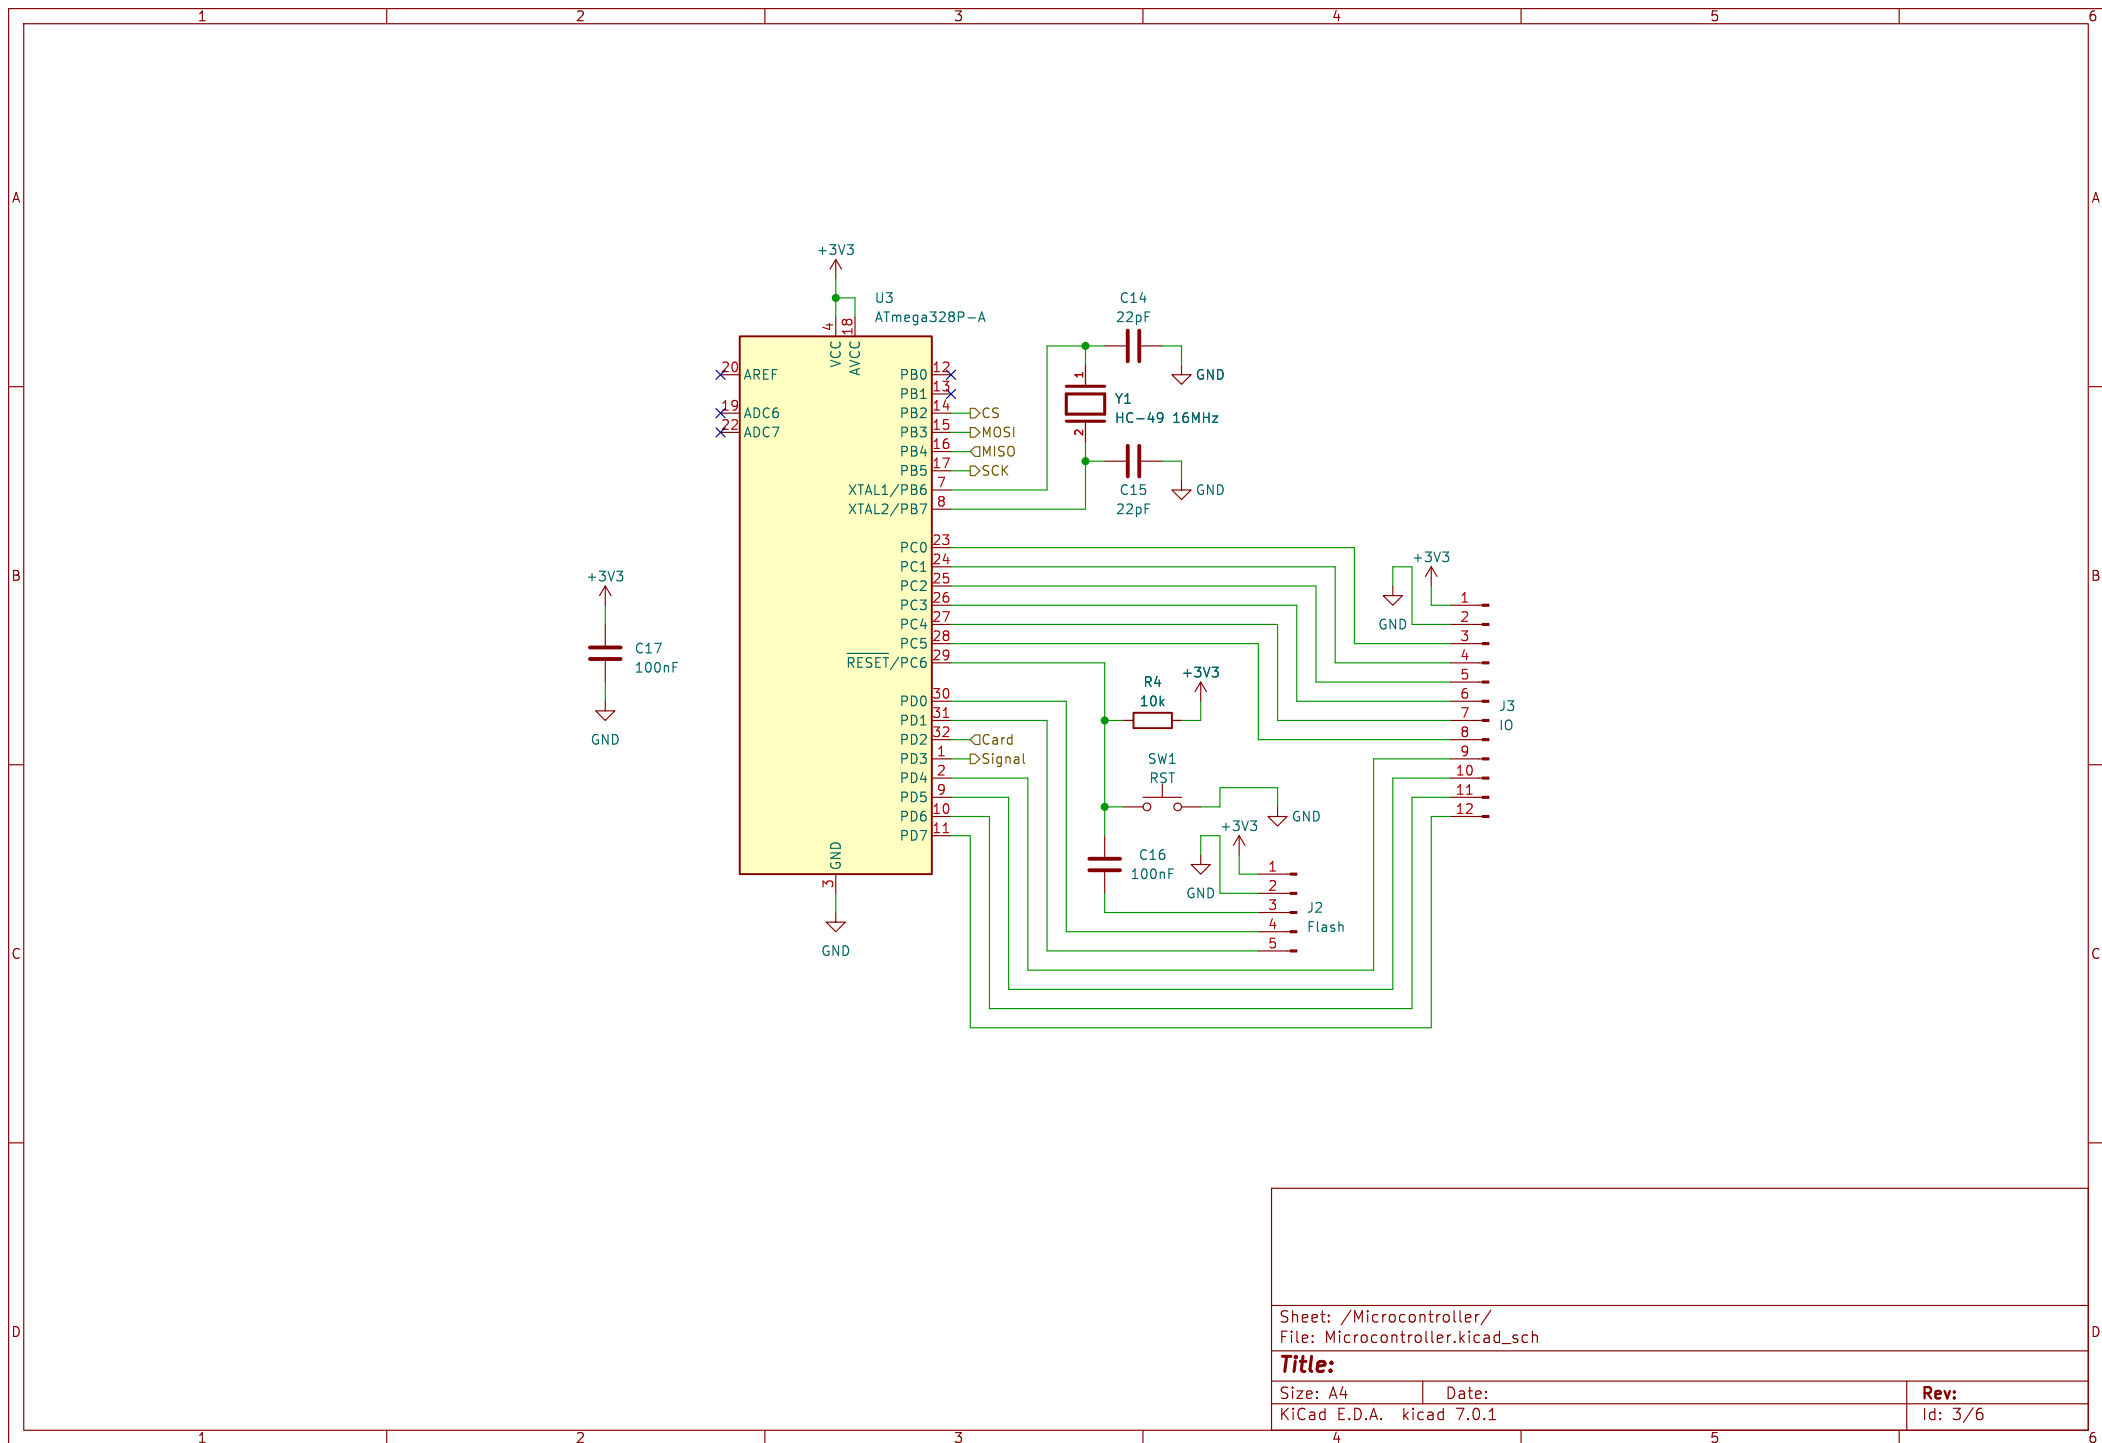 1 2 3 4 5 6
A A
B B
C C
D D
+3V3
U3
ATmega328P-A
4 18
VCC
AVCC
20 AREF
19 ADC6
22 ADC7
PB0 12
PB1 13
PB2 14 CS
PB3 15 MOSI
PB4 16 MISO
PB5 17 SCK
XTAL1/PB6 7
XTAL2/PB7 8
PC0 23
PC1 24
PC2 25
PC3 26
PC4 27
PC5 28
RESET/PC6 29
PD0 30
PD1 31
PD2 32 Card
PD3 1 Signal
PD4 2
PD5 9
PD6 10
PD7 11
GND
3
GND
C14
22pF
GND
1
Y1
HC-49 16MHz
2
C15
22pF
GND
+3V3
C17
100nF
GND
R4
10k
+3V3
SW1
RST
GND
C16
100nF
+3V3
GND
1
2
3
4
5
J2
Flash
+3V3
GND
1
2
3
4
5
6
7
8
9
10
11
12
J3
IO
Sheet: /Microcontroller/
File: Microcontroller.kicad_sch
Title:
Size: A4 Date: Rev:
KiCad E.D.A. kicad 7.0.1 Id: 3/6
1 2 3 4 5 6